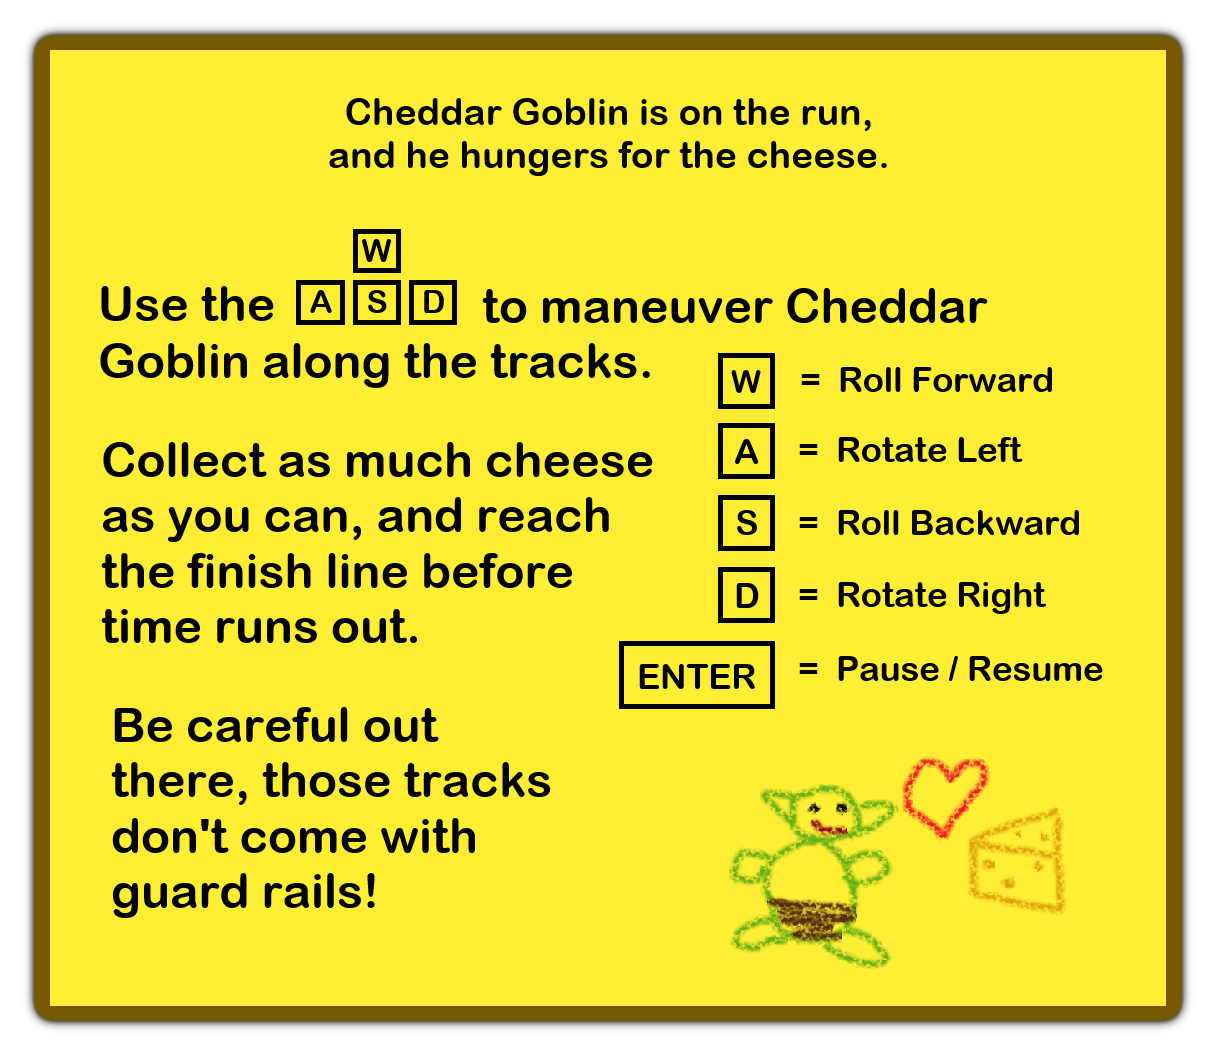 Cheddar Goblin is on the run,
and he hungers for the cheese.
W
Use the A S D to maneuver Cheddar
Goblin along the tracks.
Collect as much cheese
as you can, and reach
the finish line before
time runs out.
Be careful out
there, those tracks
don't come with
guard rails!
W = Roll Forward
A = Rotate Left
S = Roll Backward
D = Rotate Right
ENTER = Pause / Resume